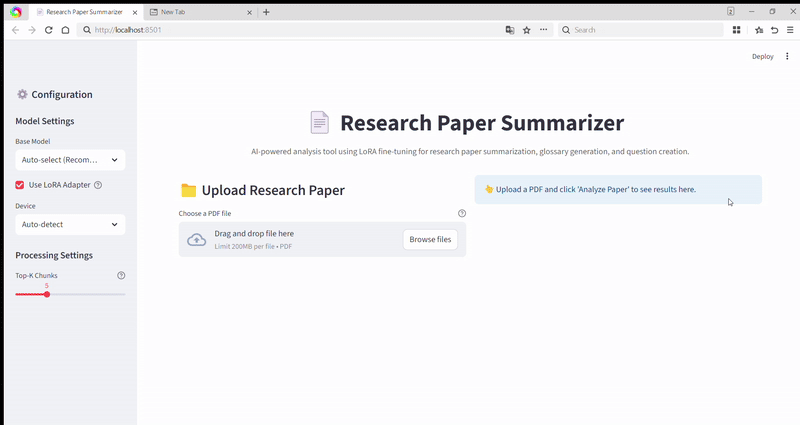 Research Paper Summarizer
New Tab
2
http://localhost:8501
Search
Deploy
Configuration
Model Settings
Base Model
Auto-select (Recom...
Use LoRA Adapter
Device
Auto-detect
Processing Settings
Top-K Chunks
5
Research Paper Summarizer
AI-powered analysis tool using LoRA fine-tuning for research paper summarization, glossary generation, and question creation.
Upload Research Paper
Choose a PDF file
Drag and drop file here
Limit 200MB per file • PDF
Browse files
Upload a PDF and click 'Analyze Paper' to see results here.